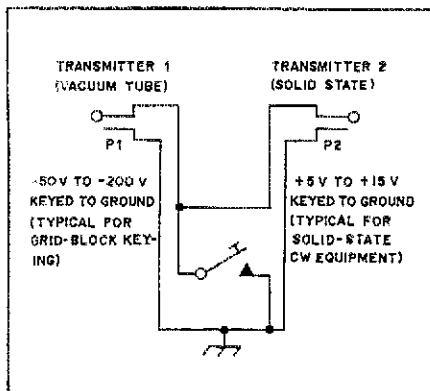 TRANSMITTER 1
(VACUUM TUBE)
TRANSMITTER 2
(SOLID STATE)
P1
P2
-50V TO -200 V
KEYED TO GROUND
(TYPICAL FOR
GRID-BLOCK KEY-
ING)
+5V TO +15V
KEYED TO GROUND
(TYPICAL FOR
SOLID-STATE
CW EQUIPMENT)